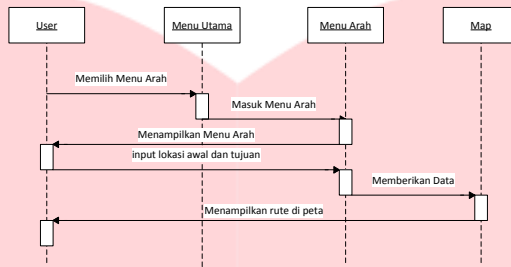 User
Menu Utama
Menu Arah
Map
Memilih Menu Arah
Masuk Menu Arah
Menampilkan Menu Arah
input lokasi awal dan tujuan
Memberikan Data
Menampilkan rute di peta